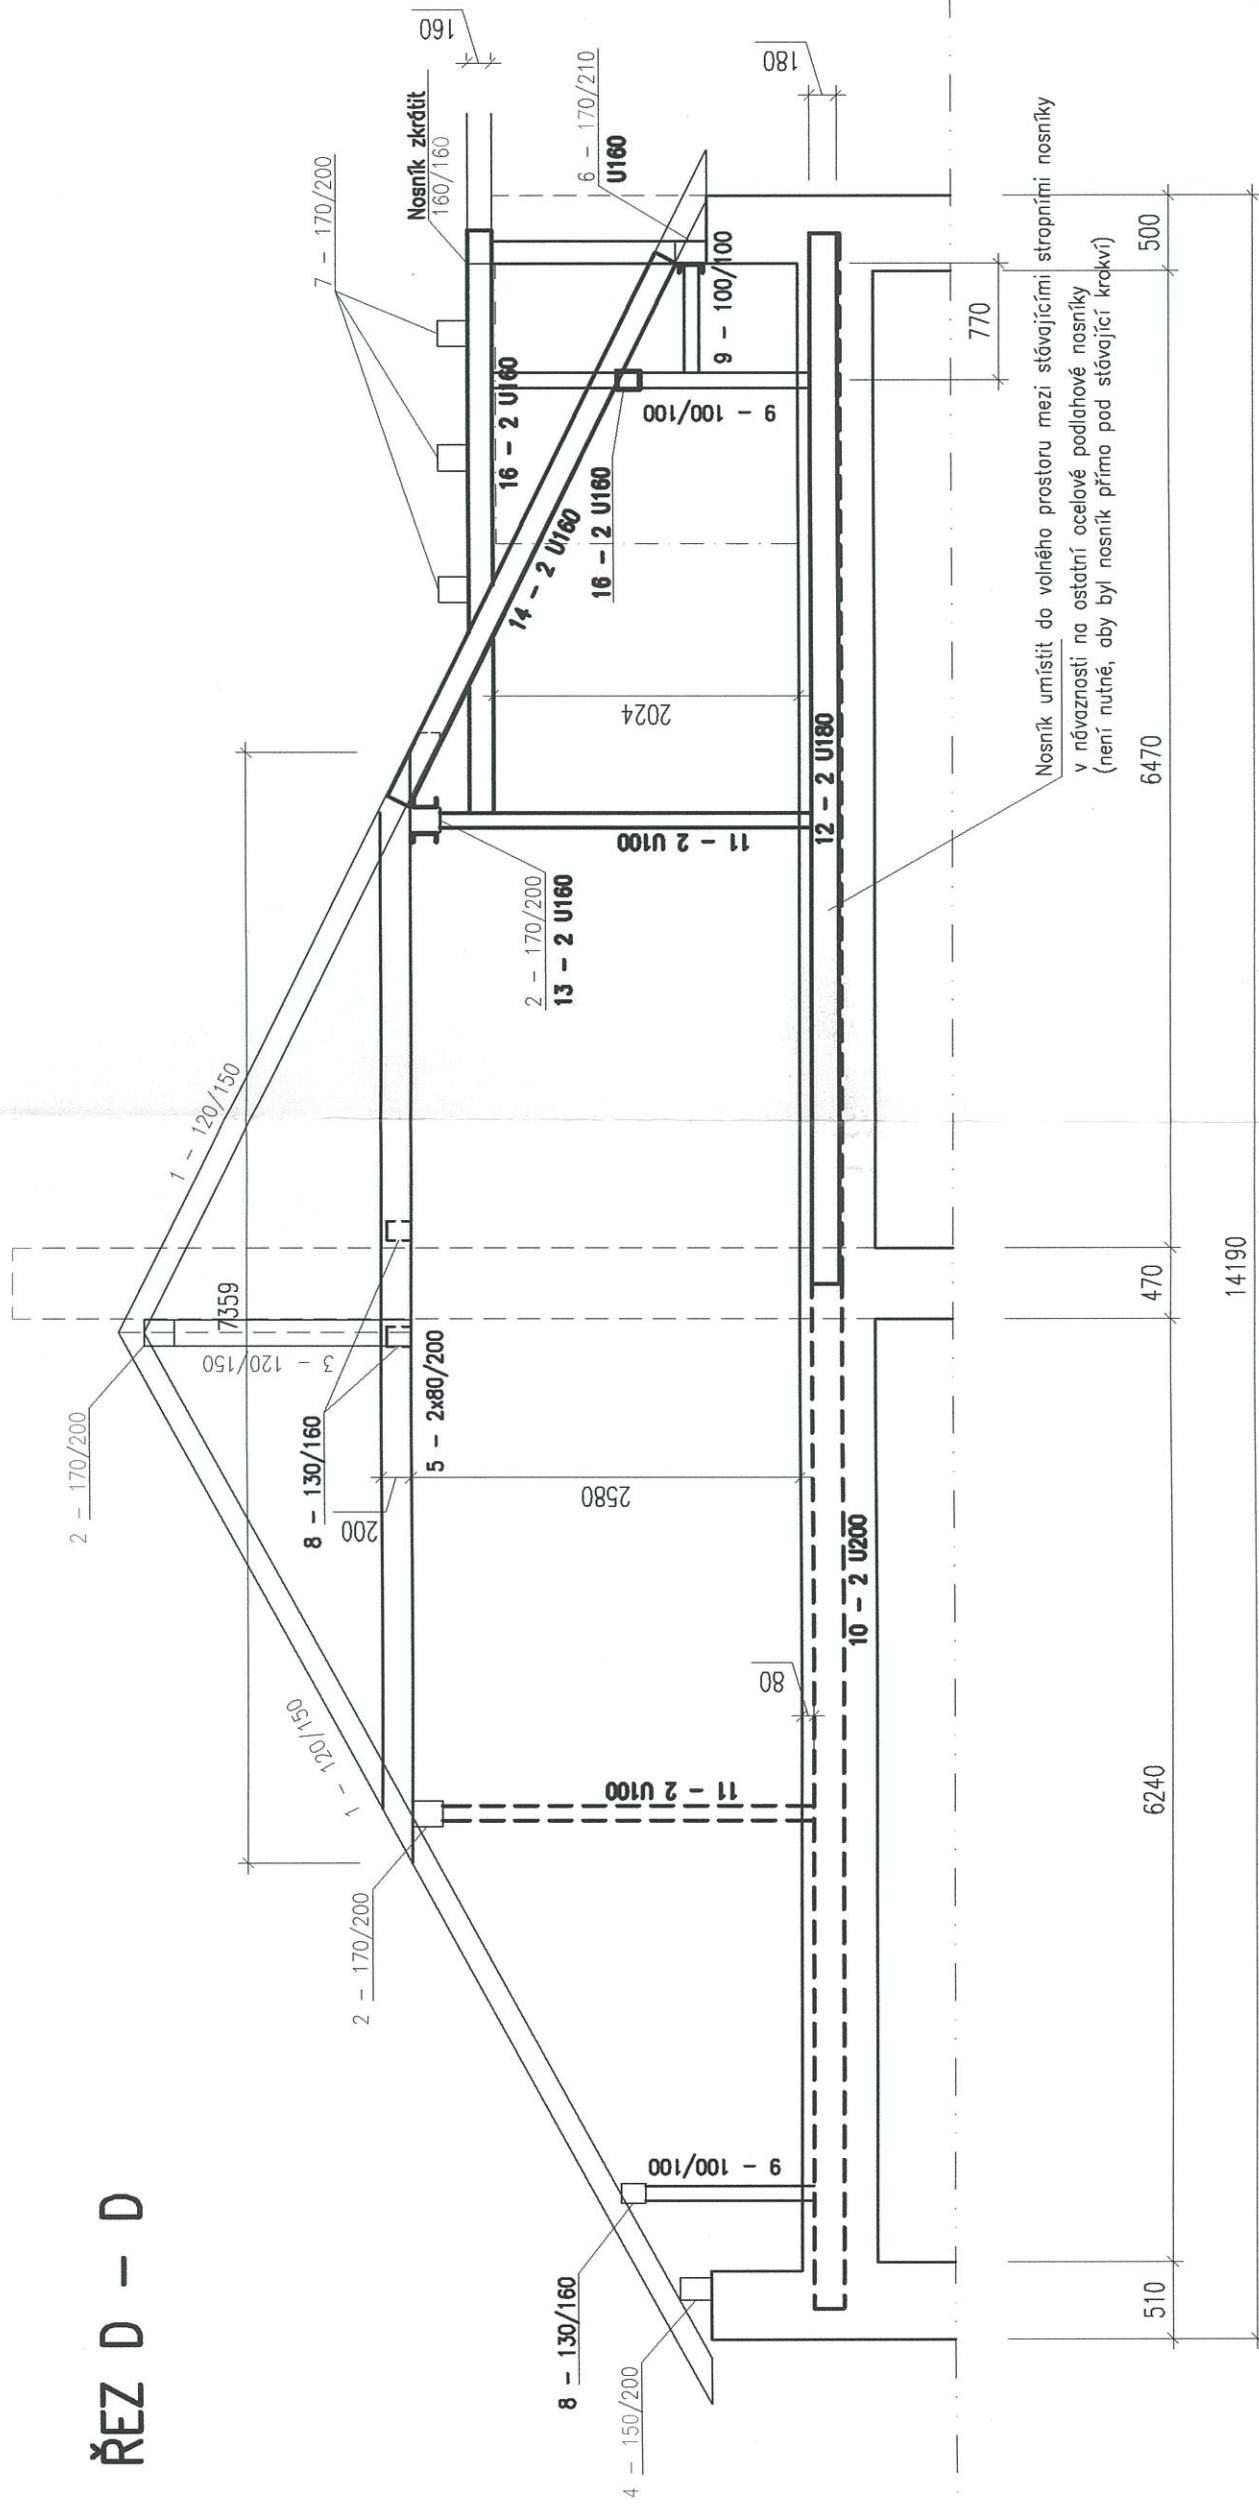 ŘEZ D – D
2 – 170/200
1 – 120/150
1 – 120/150
7359
3 – 120/150
8 – 130/160
200
5 – 2x80/200
2580
2 – 170/200
11 – 2 U100
80
10 – 2 U200
8 – 130/160
9 – 100/100
4 – 150/200
2 – 170/200
13 – 2 U160
11 – 2 U100
2024
12 – 2 U180
14 – 2 U160
16 – 2 U160
16 – 2 U160
7 – 170/200
Nosník zkrátit
160/160
160
6 – 170/210
U160
9 – 100/100
9 – 100/100
180
770
Nosník umístit do volného prostoru mezi stávajícími stropními nosníky
v návaznosti na ostatní ocelové podlahové nosníky
(není nutné, aby byl nosník přímo pod stávající krokví)
510
6240
470
6470
500
14190